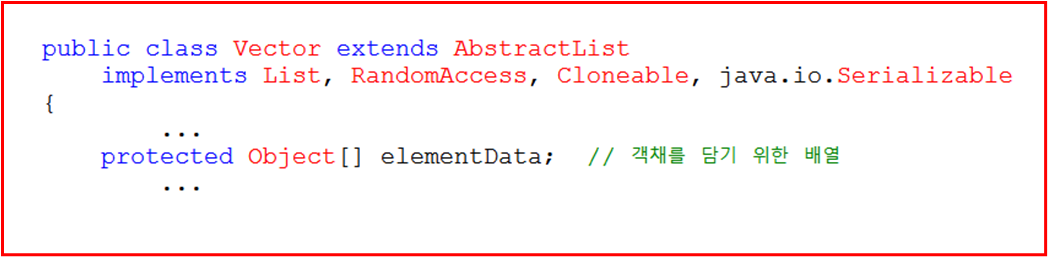 public class Vector extends AbstractList
implements List, RandomAccess, Cloneable, java.io.Serializable
{
...
protected Object[] elementData; // 객채를 담기 위한 배열
...